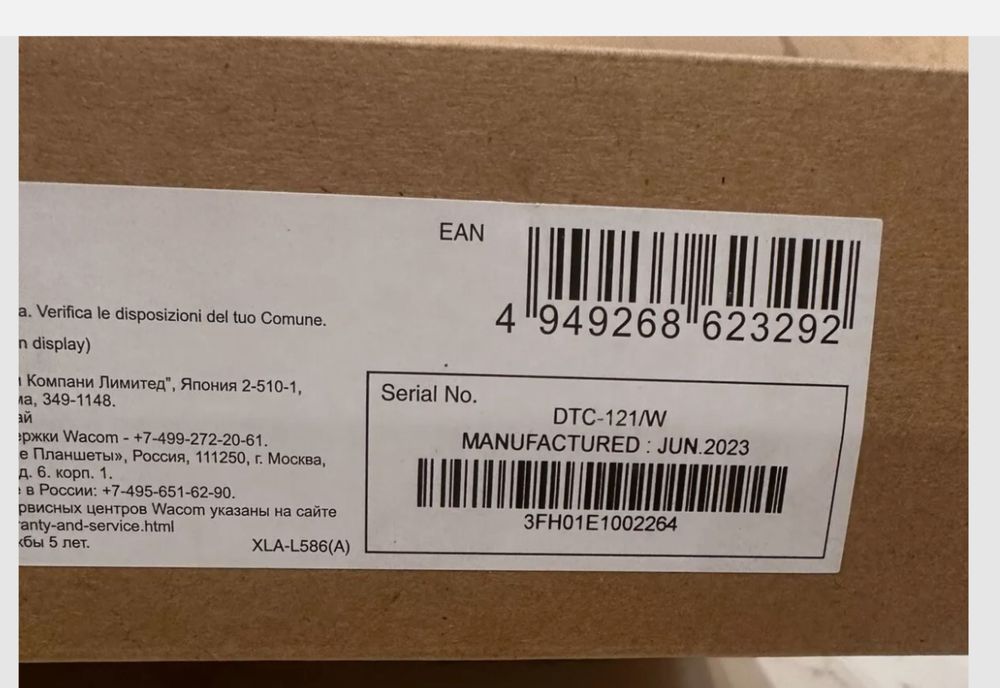 EAN
4 949268 623292
a. Verifica le disposizioni del tuo Comune.
n display)
Компани Лимитед", Япония 2-510-1,
349-1148.
Wacom - +7-499-272-20-61.
е Планшеты», Россия, 111250, г. Москва,
д. 6. корп. 1.
в России: +7-495-651-62-90.
рвисных центров Wacom указаны на сайте
ranty-and-service.html
жбы 5 лет.
XLA-L586(A)
Serial No.
DTC-121/W
MANUFACTURED : JUN.2023
3FH01E1002264